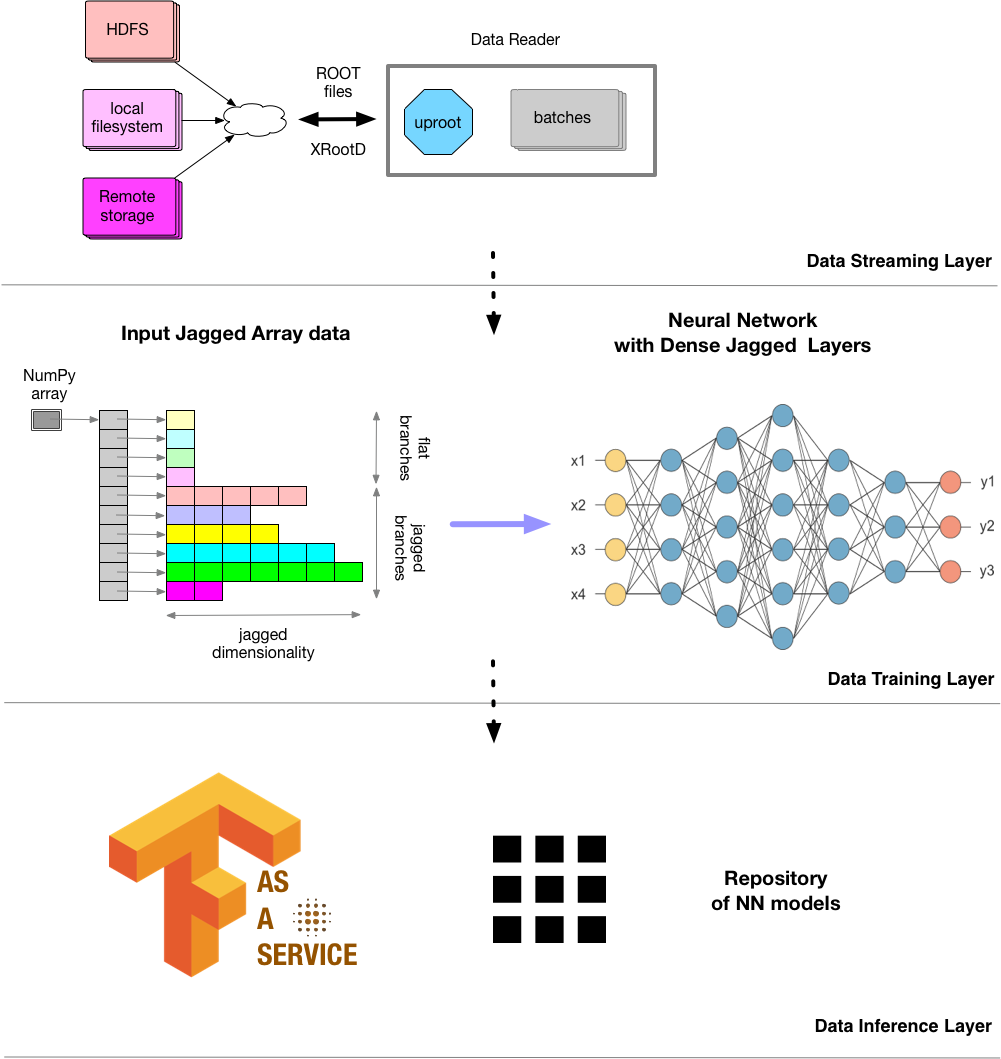 HDFS
local
filesystem
Remote
storage
ROOT
files
XRootD
Data Reader
uproot
batches
Data Streaming Layer
Input Jagged Array data
Neural Network
with Dense Jagged Layers
NumPy
array
flat
branches
jagged
branches
jagged
dimensionality
x1
x2
x3
x4
y1
y2
y3
Data Training Layer
AS
A
SERVICE
Repository
of NN models
Data Inference Layer